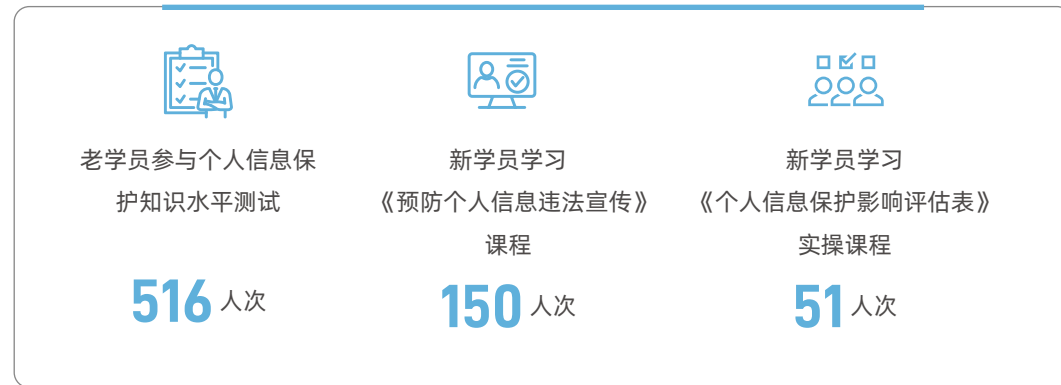 老学员参与个人信息保
护知识水平测试
516 人次
新学员学习
《预防个人信息违法宣传》
课程
150 人次
新学员学习
《个人信息保护影响评估表》
实操课程
51 人次